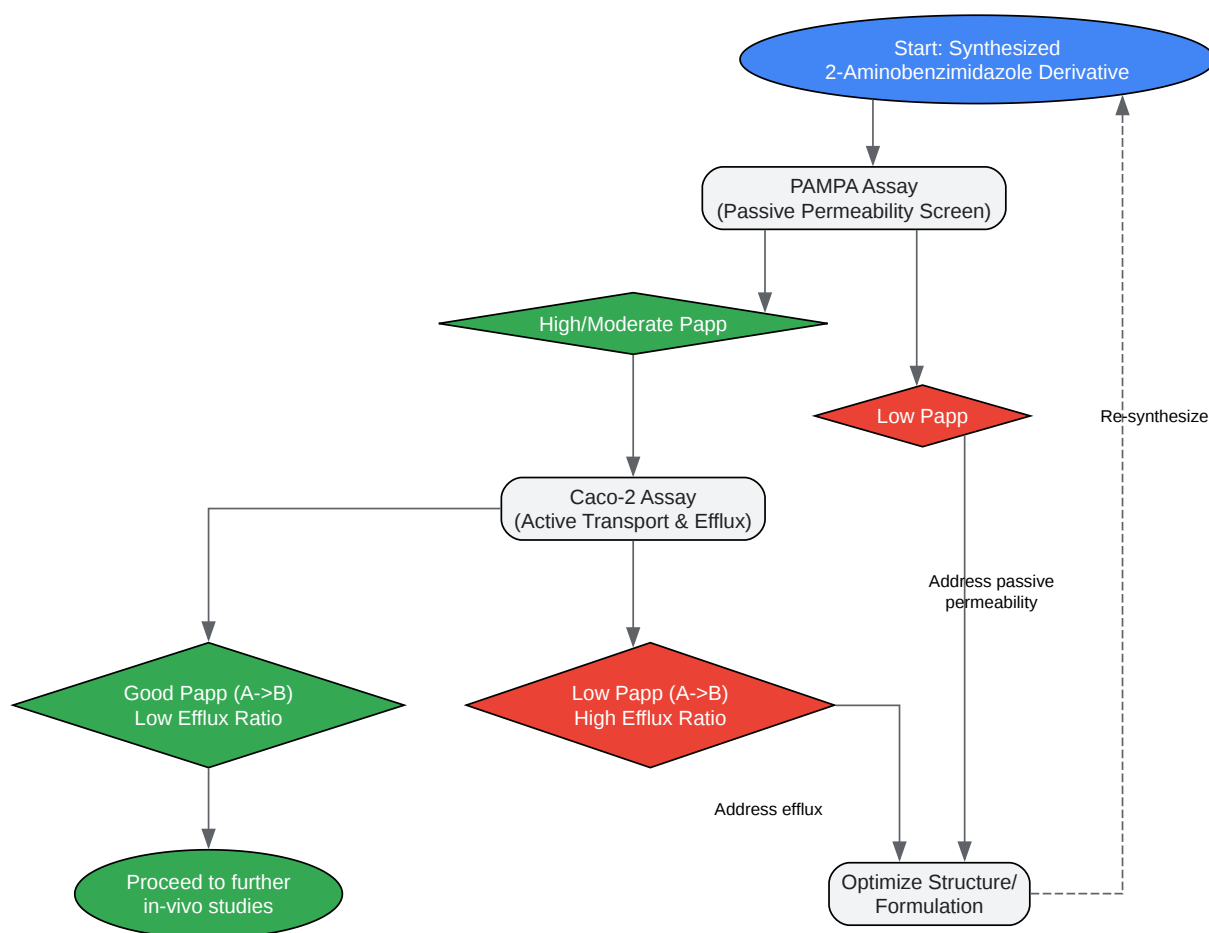 Start: Synthesized
2-Aminobenzimidazole Derivative
PAMPA Assay
(Passive Permeability Screen)
High/Moderate Papp
Low Papp
Re-synthesize
Caco-2 Assay
(Active Transport & Efflux)
Address passive
permeability
Good Papp (A->B)
Low Efflux Ratio
Low Papp (A->B)
High Efflux Ratio
Address efflux
Proceed to further
in-vivo studies
Optimize Structure/
Formulation